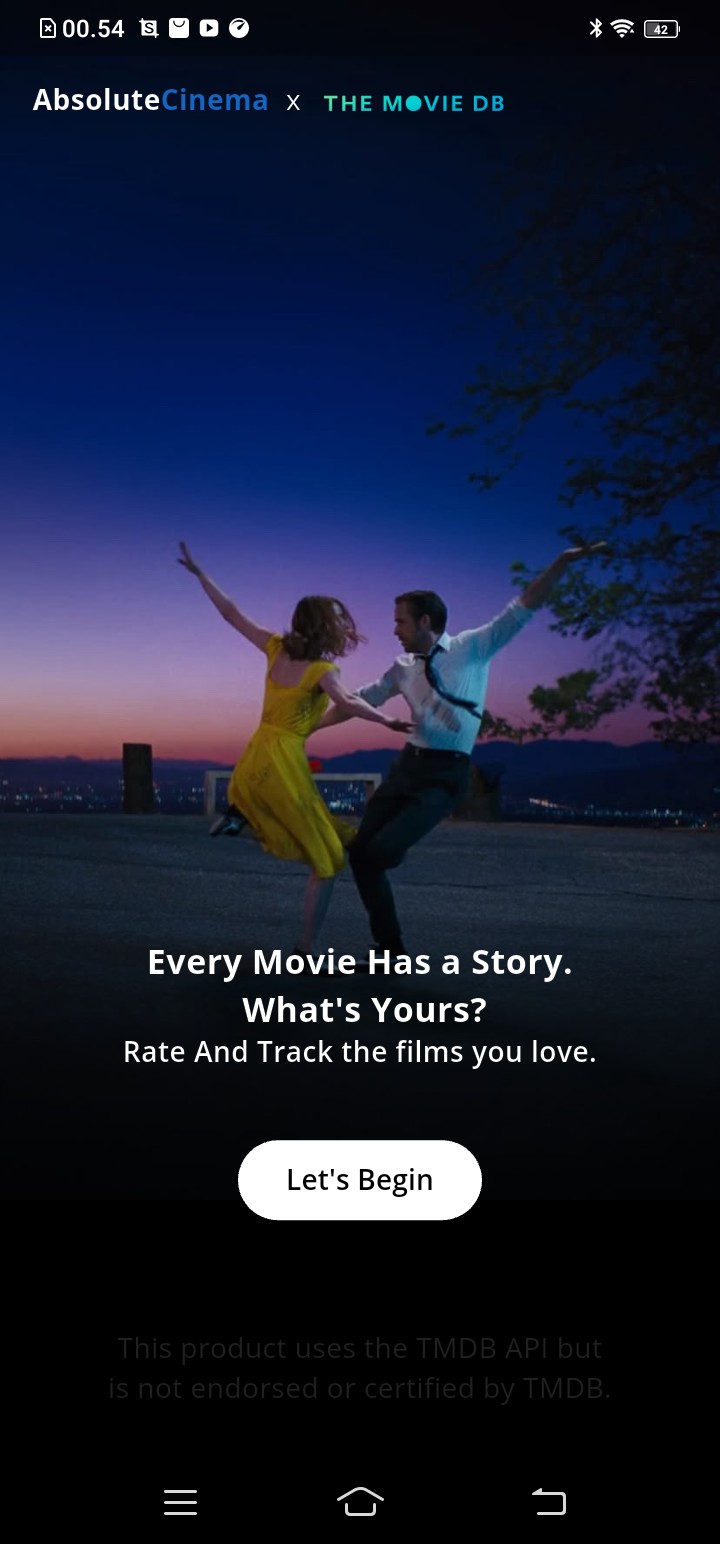 00.54
42
AbsoluteCinema X THE MOVIE DB
Every Movie Has a Story.
What's Yours?
Rate And Track the films you love.
Let's Begin
This product uses the TMDB API but
is not endorsed or certified by TMDB.